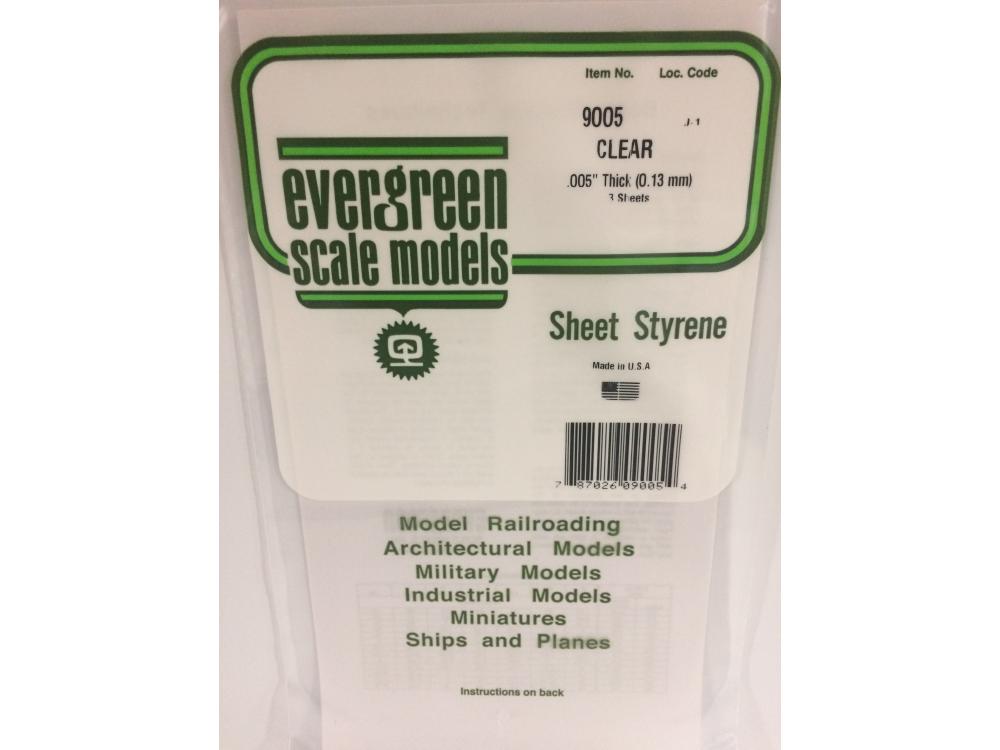 Item No. Loc. Code
9005 J-1
CLEAR
.005" Thick (0.13 mm)
3 Sheets
evergreen
scale models
Sheet Styrene
Made in U.S.A
7 87026 09005 4
Model Railroading
Architectural Models
Military Models
Industrial Models
Miniatures
Ships and Planes
Instructions on back